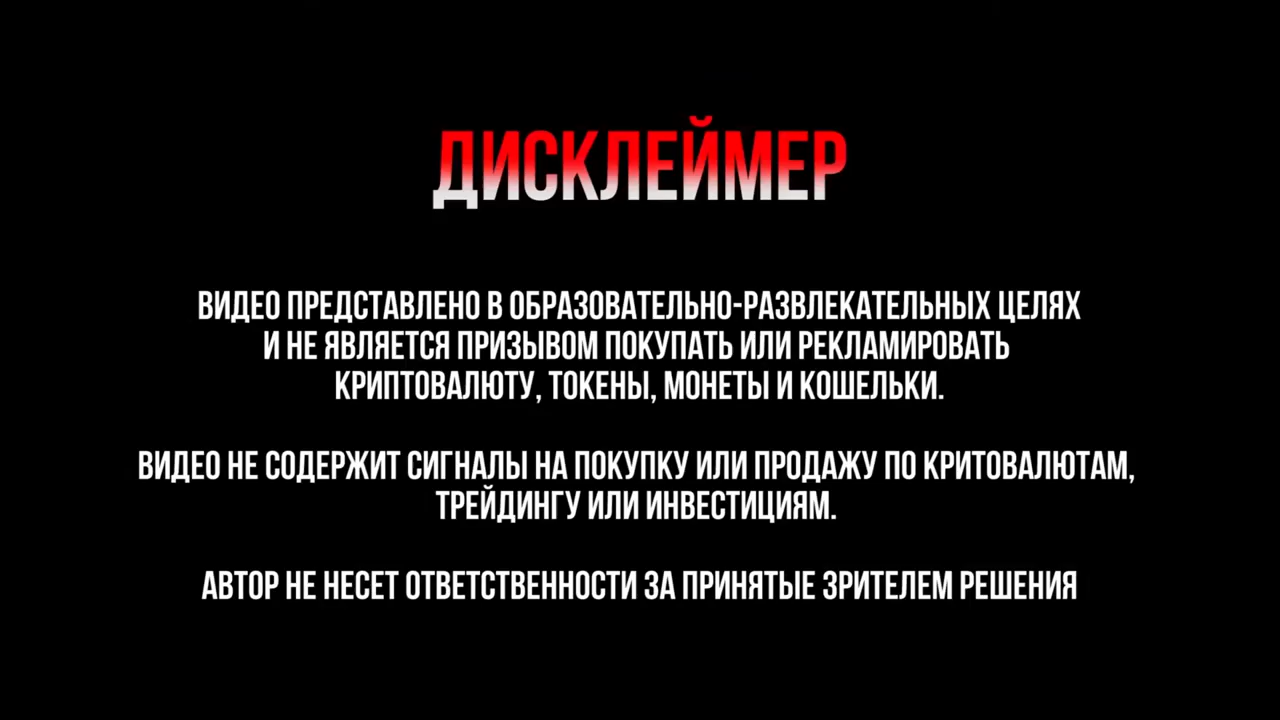 ДИСКЛЕЙМЕР
ВИДЕО ПРЕДСТАВЛЕНО В ОБРАЗОВАТЕЛЬНО-РАЗВЛЕКАТЕЛЬНЫХ ЦЕЛЯХ
И НЕ ЯВЛЯЕТСЯ ПРИЗЫВОМ ПОКУПАТЬ ИЛИ РЕКЛАМИРОВАТЬ
КРИПТОВАЛЮТУ, ТОКЕНЫ, МОНЕТЫ И КОШЕЛЬКИ.
ВИДЕО НЕ СОДЕРЖИТ СИГНАЛЫ НА ПОКУПКУ ИЛИ ПРОДАЖУ ПО КРИТОВАЛЮТАМ,
ТРЕЙДИНГУ ИЛИ ИНВЕСТИЦИЯМ.
АВТОР НЕ НЕСЕТ ОТВЕТСТВЕННОСТИ ЗА ПРИНЯТЫЕ ЗРИТЕЛЕМ РЕШЕНИЯ